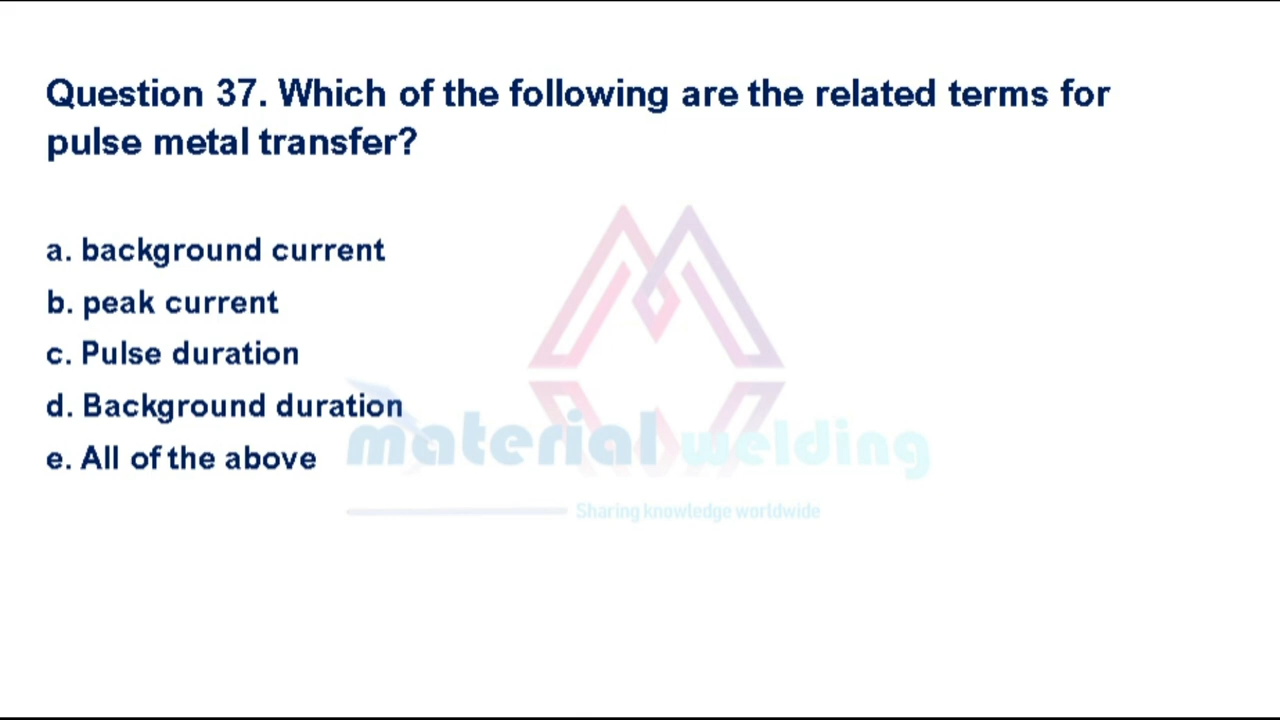 Question 37. Which of the following are the related terms for
pulse metal transfer?
a. background current
b. peak current
c. Pulse duration
d. Background duration
e. All of the above
material welding
Sharing knowledge worldwide